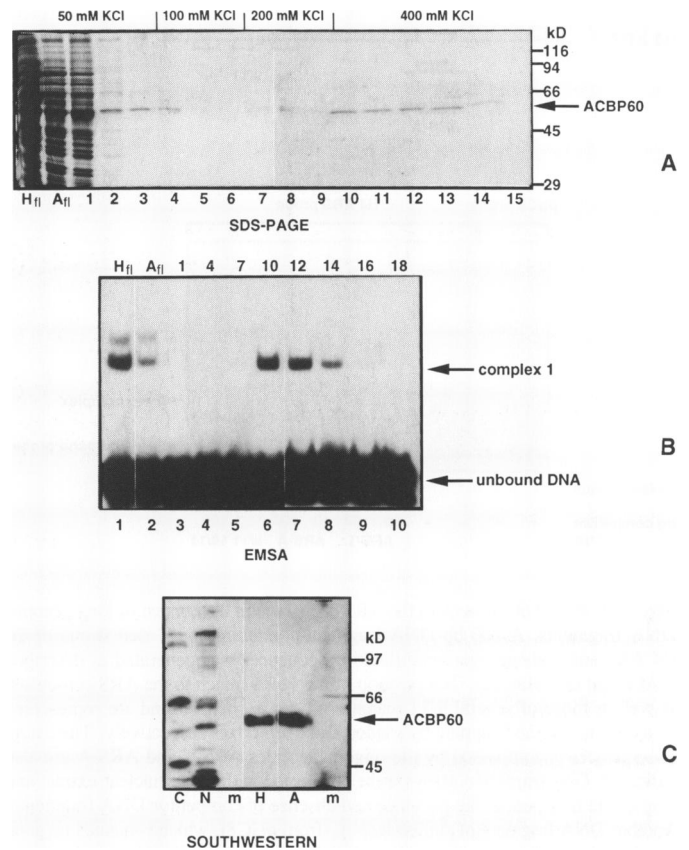 50 mM KCl | 100 mM KCl | 200 mM KCl | 400 mM KCl
kD
116
94
66
ACBP60
45
29
A
Hfl Afl 1 2 3 4 5 6 7 8 9 10 11 12 13 14 15
SDS-PAGE
Hfl Afl 1 4 7 10 12 14 16 18
complex 1
B
unbound DNA
1 2 3 4 5 6 7 8 9 10
EMSA
kD
97
66
ACBP60
C
45
C N m H A m
SOUTHWESTERN